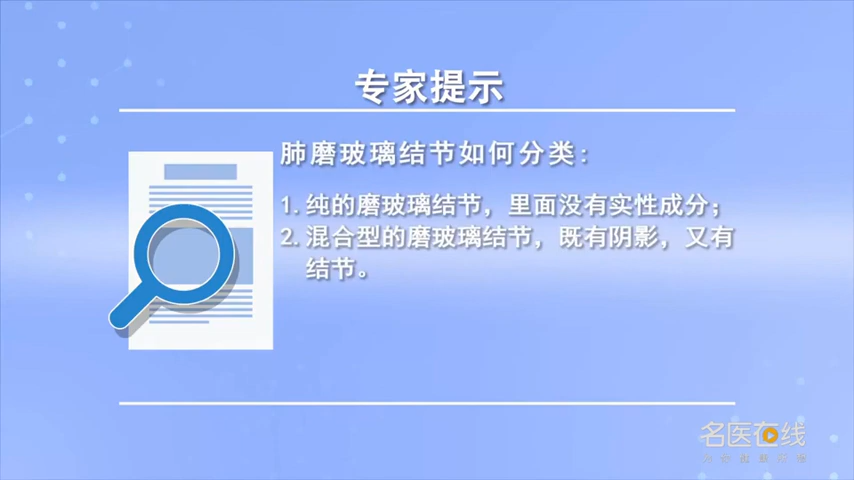 专家提示
肺磨玻璃结节如何分类：
1. 纯的磨玻璃结节，里面没有实性成分；
2. 混合型的磨玻璃结节，既有阴影，又有
结节。
名医在线